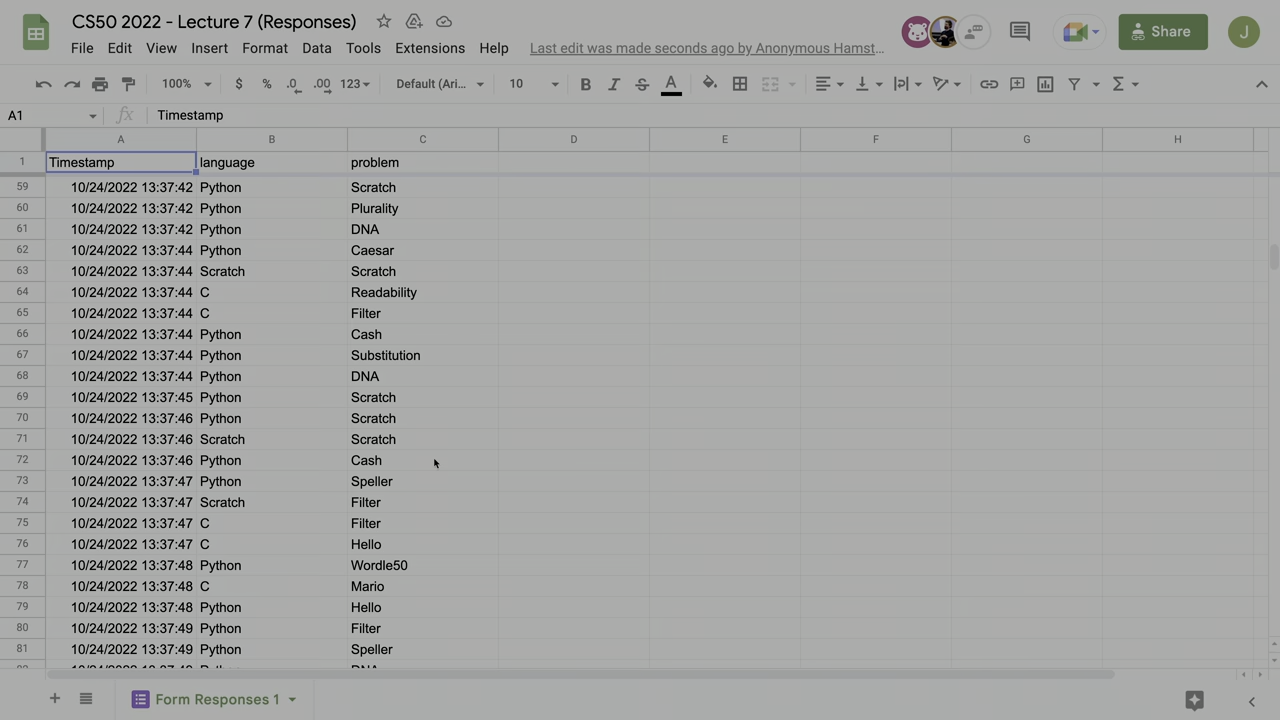 CS50 2022 - Lecture 7 (Responses)
File Edit View Insert Format Data Tools Extensions Help Last edit was made seconds ago by Anonymous Hamst...
Share
J
100% $ % .0 .00 123 Default (Ari... 10 B I S A
A1 fx Timestamp
A B C D E F G H
1 Timestamp language problem
59 10/24/2022 13:37:42 Python Scratch
60 10/24/2022 13:37:42 Python Plurality
61 10/24/2022 13:37:42 Python DNA
62 10/24/2022 13:37:44 Python Caesar
63 10/24/2022 13:37:44 Scratch Scratch
64 10/24/2022 13:37:44 C Readability
65 10/24/2022 13:37:44 C Filter
66 10/24/2022 13:37:44 Python Cash
67 10/24/2022 13:37:44 Python Substitution
68 10/24/2022 13:37:44 Python DNA
69 10/24/2022 13:37:45 Python Scratch
70 10/24/2022 13:37:46 Python Scratch
71 10/24/2022 13:37:46 Scratch Scratch
72 10/24/2022 13:37:46 Python Cash
73 10/24/2022 13:37:47 Python Speller
74 10/24/2022 13:37:47 Scratch Filter
75 10/24/2022 13:37:47 C Filter
76 10/24/2022 13:37:47 C Hello
77 10/24/2022 13:37:48 Python Wordle50
78 10/24/2022 13:37:48 C Mario
79 10/24/2022 13:37:48 Python Hello
80 10/24/2022 13:37:49 Python Filter
81 10/24/2022 13:37:49 Python Speller
Form Responses 1